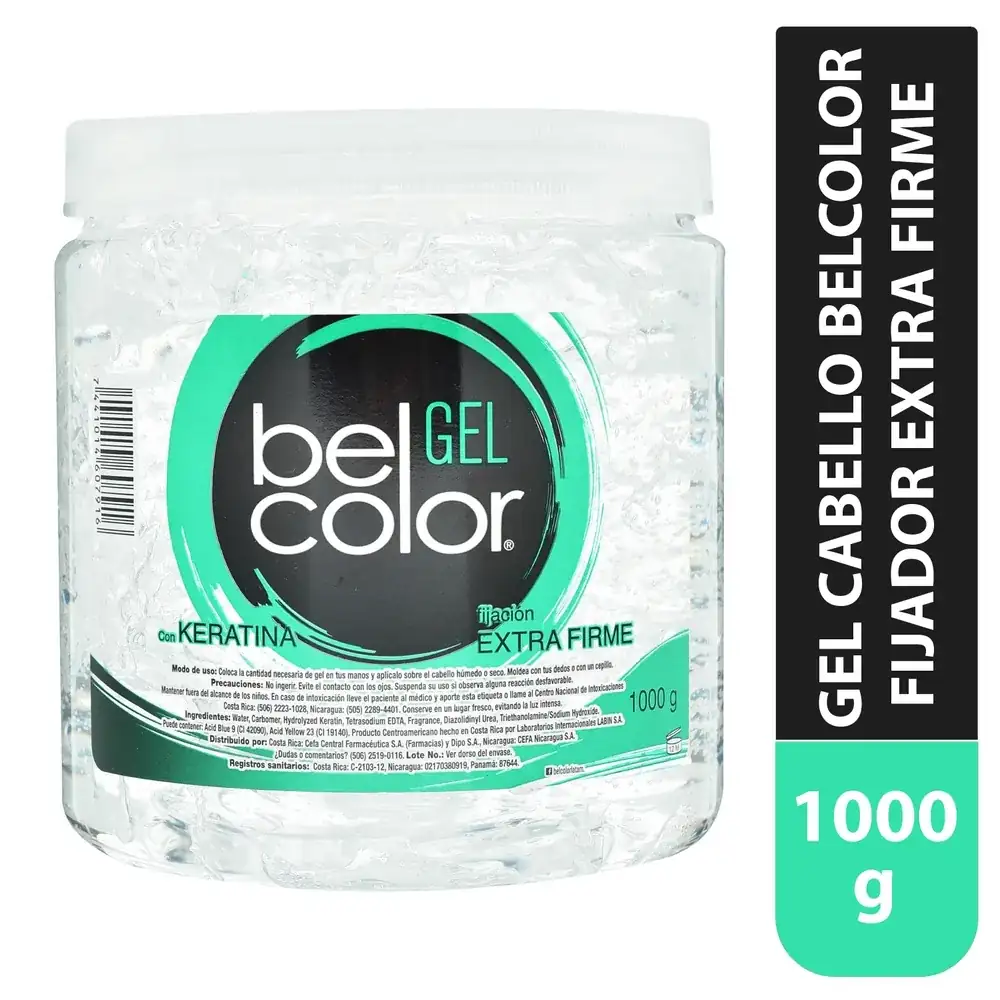 bel GEL
color®
con KERATINA
fijación
EXTRA FIRME
Modo de uso: Coloca la cantidad necesaria de gel en tus manos y aplícalo sobre el cabello húmedo o seco. Moldea con tus dedos o con un cepillo.
Precauciones: No ingerir. Evite el contacto con los ojos. Suspenda su uso si observa alguna reacción desfavorable.
Mantener fuera del alcance de los niños. En caso de intoxicación lleve el paciente al médico y aporte esta etiqueta o llame al Centro Nacional de Intoxicaciones
Costa Rica: (506) 2223-1028, Nicaragua: (505) 2289-4401. Conserve en un lugar fresco, evitando la luz intensa.
Ingredientes: Water, Carbomer, Hydrolyzed Keratin, Tetrasodium EDTA, Fragrance, Diazolidinyl Urea, Triethanolamine/Sodium Hydroxide.
Puede contener: Acid Blue 9 (CI 42090), Acid Yellow 23 (CI 19140). Producto Centroamericano hecho en Costa Rica por Laboratorios Internacionales LABIN S.A.
Distribuido por: Costa Rica: Cefa Central Farmacéutica S.A. (Farmacias) y Dipo S.A., Nicaragua: CEFA Nicaragua S.A.
¿Dudas o comentarios? (506) 2519-0116. Lote No.: Ver dorso del envase.
Registros sanitarios: Costa Rica: C-2103-12, Nicaragua: 02170380919, Panamá: 87644.
1000 g
12 M
belcolorlatam.
7441014607916
GEL CABELLO BELCOLOR
FIJADOR EXTRA FIRME
1000
g